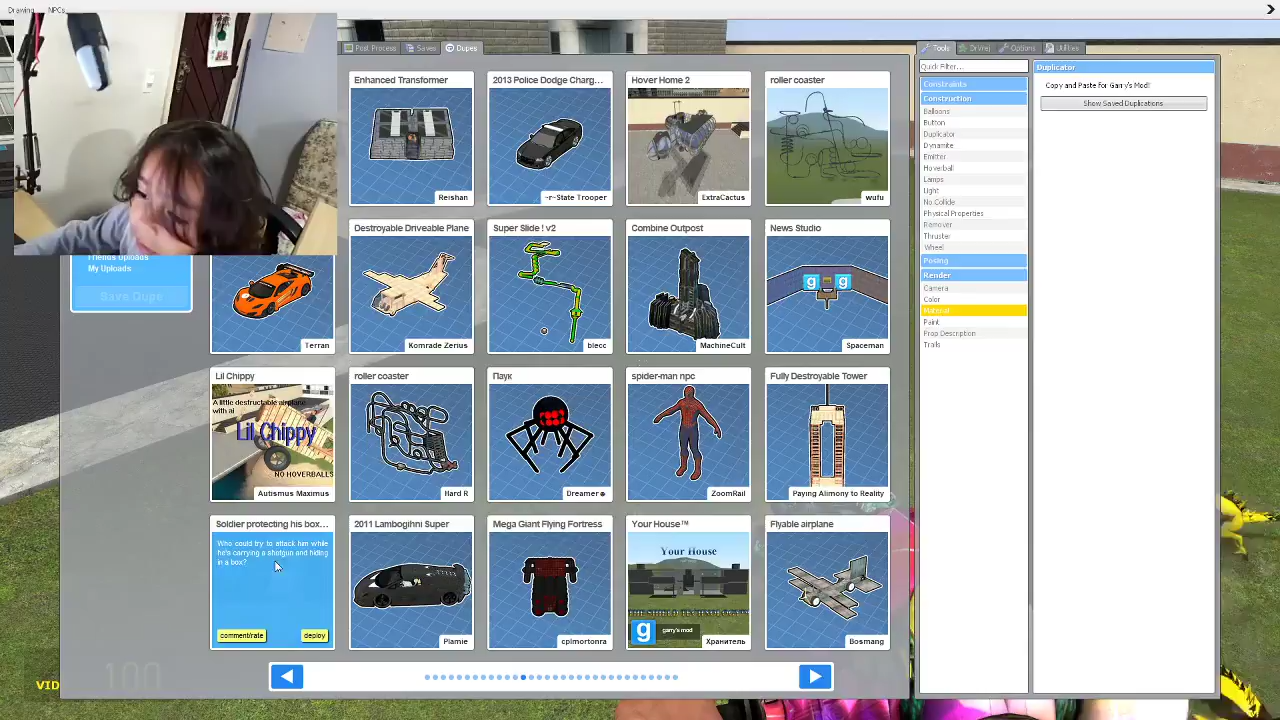 Drawing NPCs
Post Process Saves Dupes
Tools DrVrej Options Utilities
Quick Filter...
Constraints
Construction
Balloons
Button
Duplicator
Dynamite
Emitter
Hoverball
Lamps
Light
No Collide
Physical Properties
Remover
Thruster
Wheel
Posing
Render
Camera
Color
Material
Paint
Prop Description
Trails
Duplicator
Copy and Paste For Garry's Mod!
Show Saved Duplications
Friends Uploads
My Uploads
Save Dupe
Enhanced Transformer
Reishan
2013 Police Dodge Charg...
-r-State Trooper
Hover Home 2
ExtraCactus
roller coaster
wufu
Terran
Destroyable Driveable Plane
Komrade Zerius
Super Slide ! v2
blecc
Combine Outpost
MachineCult
News Studio
g g
Spaceman
Lil Chippy
A little destructable airplane
with ai
Lil Chippy
NO HOVERBALLS
Autismus Maximus
roller coaster
Hard R
Паук
Dreamer
spider-man npc
ZoomRail
Fully Destroyable Tower
Paying Alimony to Reality
Soldier protecting his box...
Who could try to attack him while
he's carrying a shotgun and hiding
in a box?
comment/rate deploy
2011 Lambogihni Super
Plamie
Mega Giant Flying Fortress
cplmortonra
Your House™
Your House
g garry's mod
Хранитель
Flyable airplane
Bosmang
100
VID